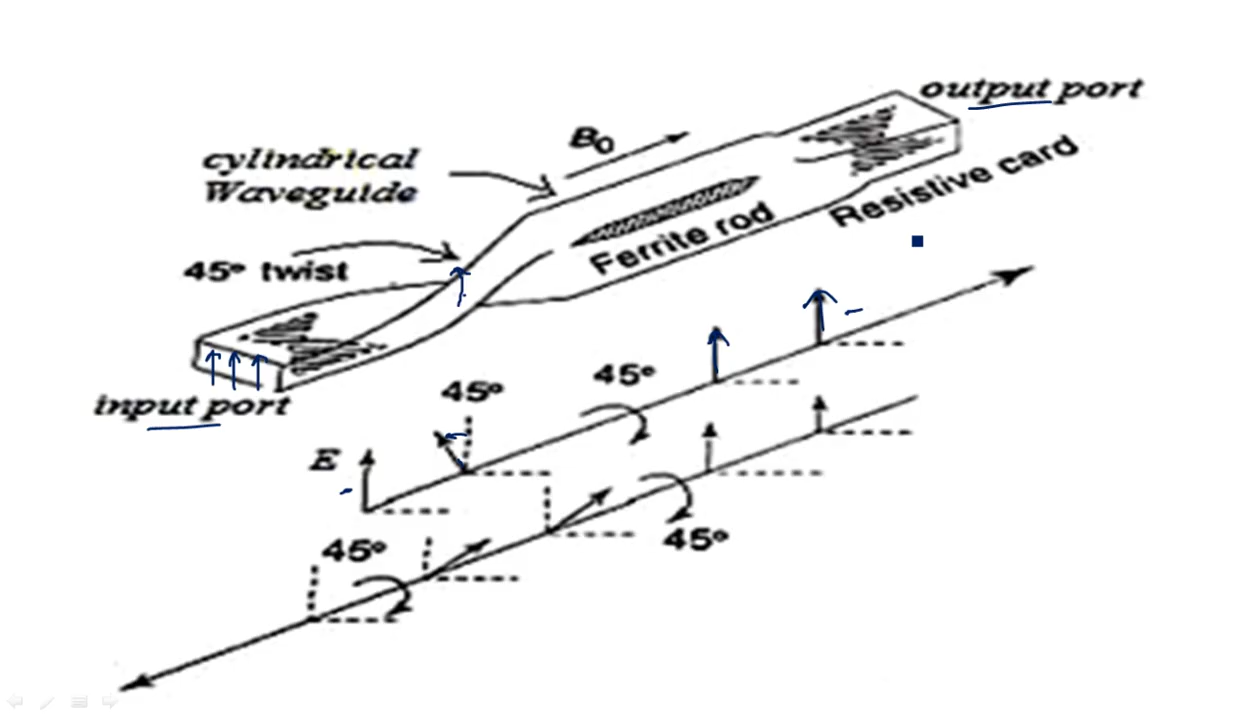 output port
B₀
cylindrical
Waveguide
Resistive card
Ferrite rod
45° twist
input port
45°
45°
E
45°
45°